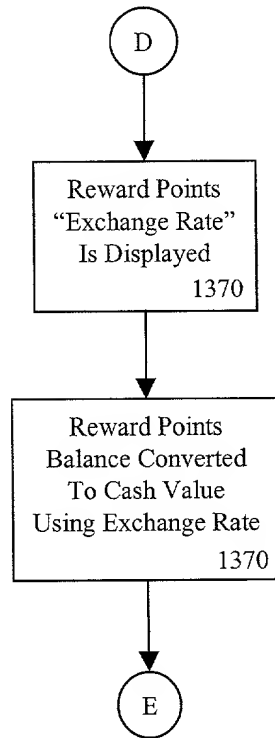 D
Reward Points
“Exchange Rate”
Is Displayed
1370
Reward Points
Balance Converted
To Cash Value
Using Exchange Rate
1370
E